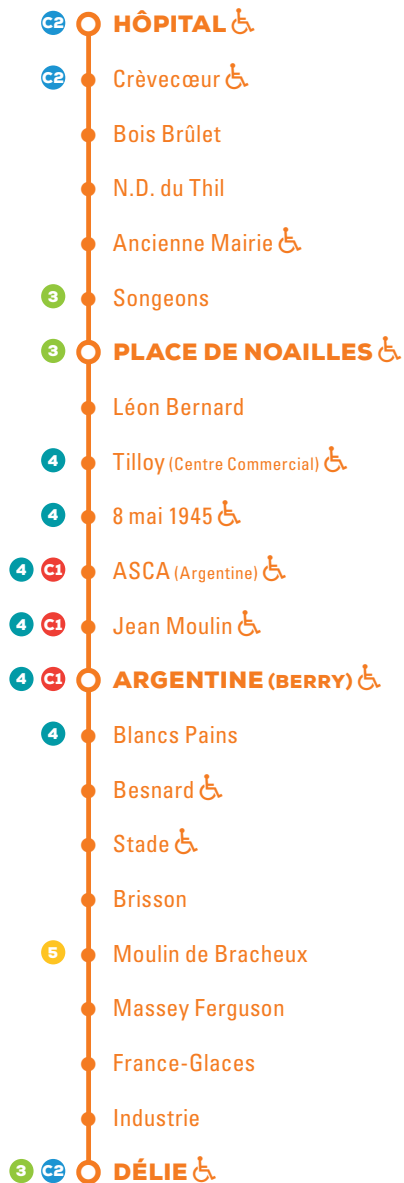 C2 HÔPITAL
C2 Crèvecœur
Bois Brûlet
N.D. du Thil
Ancienne Mairie
3 Songeons
3 PLACE DE NOAILLES
Léon Bernard
4 Tilloy (Centre Commercial)
4 8 mai 1945
4 C1 ASCA (Argentine)
4 C1 Jean Moulin
4 C1 ARGENTINE (BERRY)
4 Blancs Pains
Besnard
Stade
Brisson
5 Moulin de Bracheux
Massey Ferguson
France-Glaces
Industrie
3 C2 DÉLIE